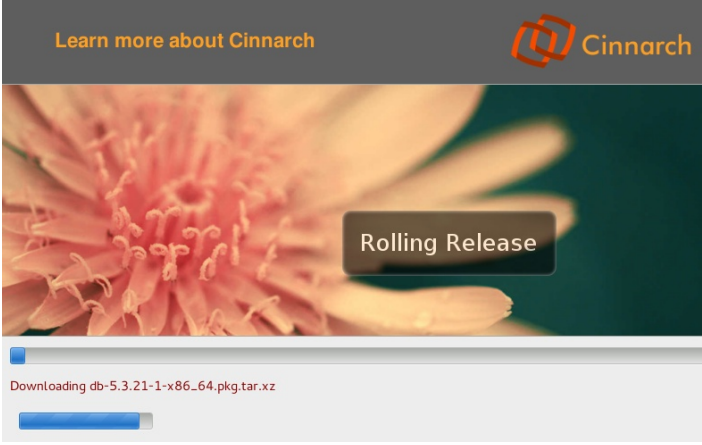 Learn more about Cinnarch
Cinnarch
Rolling Release
Downloading db-5.3.21-1-x86_64.pkg.tar.xz